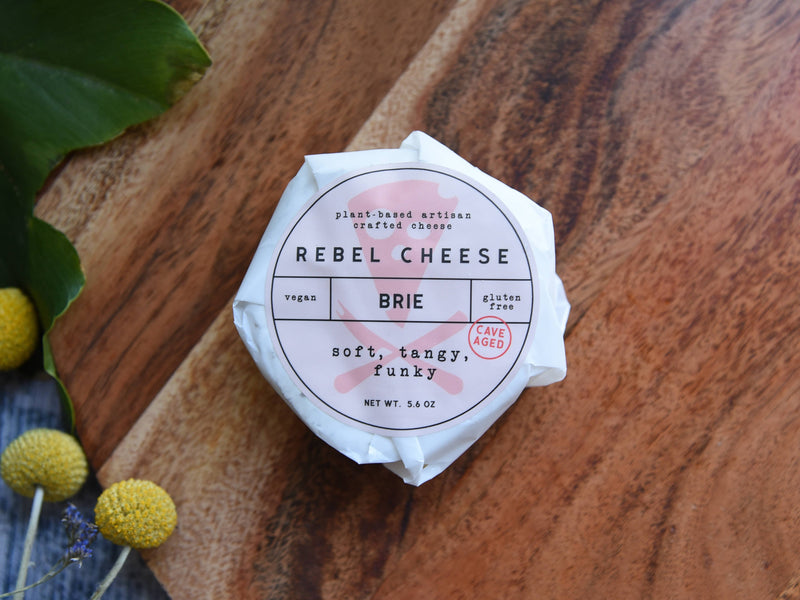 plant-based artisan
crafted cheese
REBEL CHEESE
vegan
BRIE
gluten
free
CAVE
AGED
soft, tangy,
funky
NET WT. 5.6 OZ